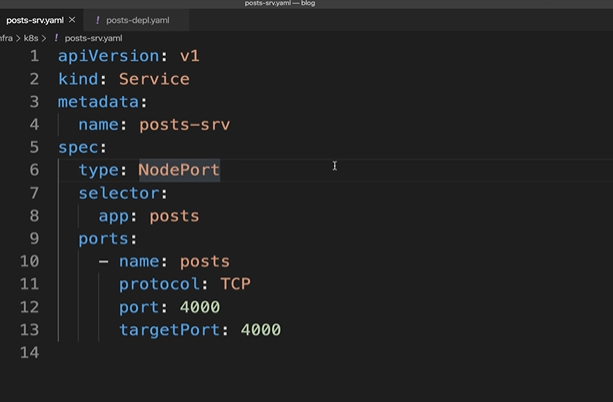 posts-srv.yaml — blog
posts-srv.yaml × ! posts-depl.yaml
nfra > k8s > ! posts-srv.yaml
1 apiVersion: v1
2 kind: Service
3 metadata:
4 name: posts-srv
5 spec:
6 type: NodePort
7 selector:
8 app: posts
9 ports:
10 - name: posts
11 protocol: TCP
12 port: 4000
13 targetPort: 4000
14